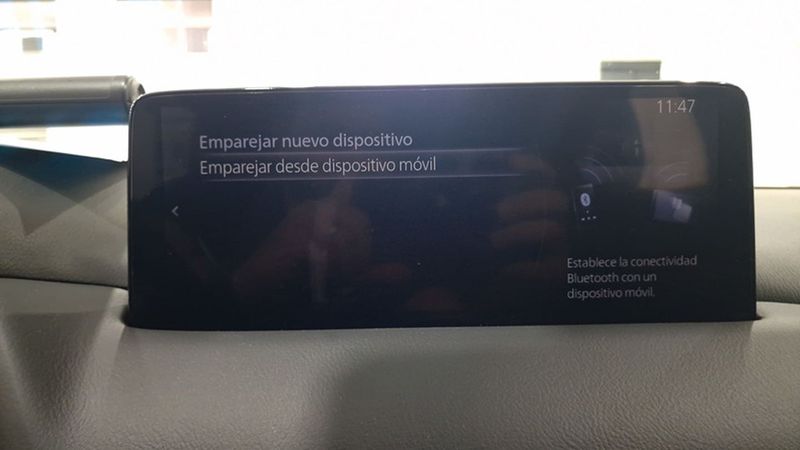 11:47
Emparejar nuevo dispositivo
Emparejar desde dispositivo móvil
Establece la conectividad
Bluetooth con un
dispositivo móvil.